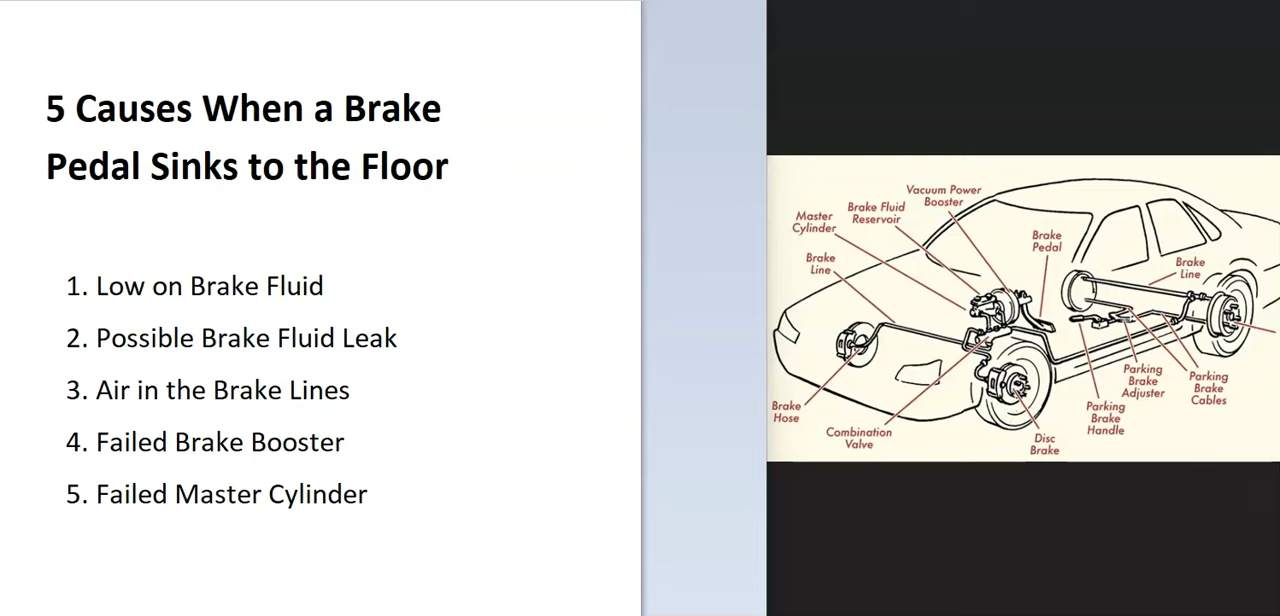 5 Causes When a Brake
Pedal Sinks to the Floor
1. Low on Brake Fluid
2. Possible Brake Fluid Leak
3. Air in the Brake Lines
4. Failed Brake Booster
5. Failed Master Cylinder
Vacuum Power
Booster
Brake Fluid
Reservoir
Master
Cylinder
Brake
Pedal
Brake
Line
Brake
Line
Brake
Hose
Combination
Valve
Disc
Brake
Parking
Brake
Handle
Parking
Brake
Adjuster
Parking
Brake
Cables